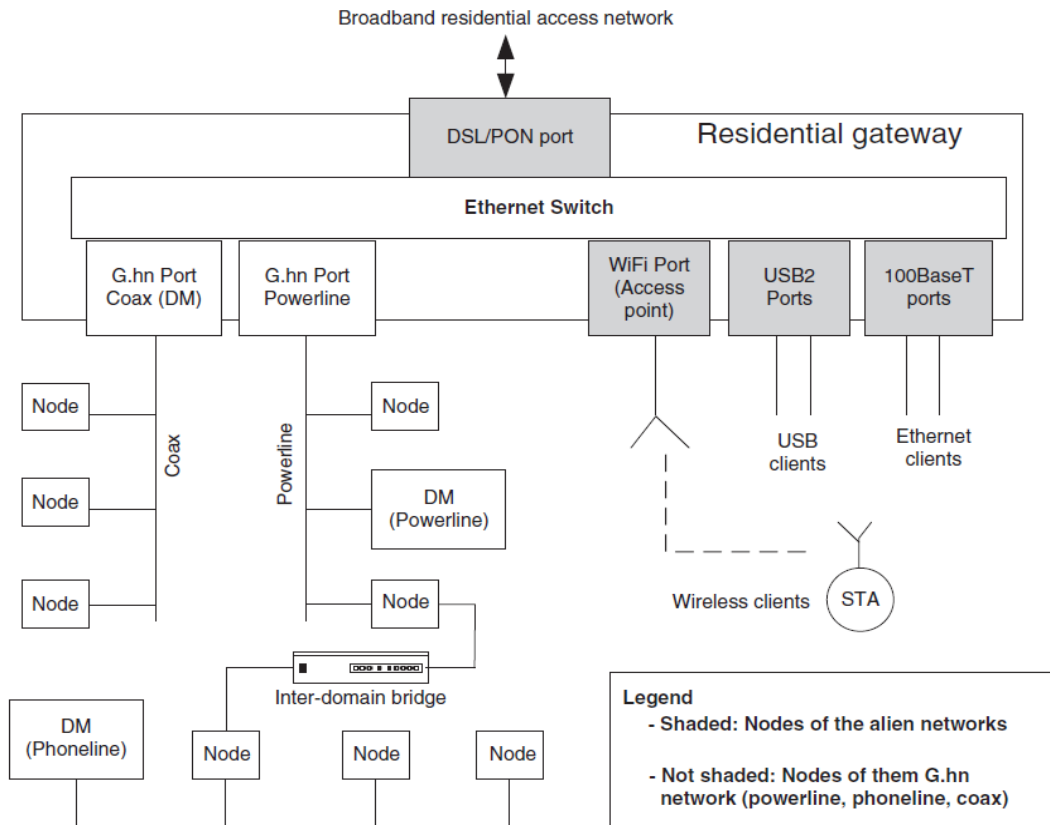 Broadband residential access network
DSL/PON port
Residential gateway
Ethernet Switch
G.hn Port
Coax (DM)
G.hn Port
Powerline
WiFi Port
(Access
point)
USB2
Ports
100BaseT
ports
Node
Node
Node
Coax
Powerline
Node
DM
(Powerline)
Node
USB
clients
Ethernet
clients
Wireless clients
STA
Inter-domain bridge
DM
(Phoneline)
Node
Node
Node
Legend
- Shaded: Nodes of the alien networks
- Not shaded: Nodes of them G.hn
network (powerline, phoneline, coax)